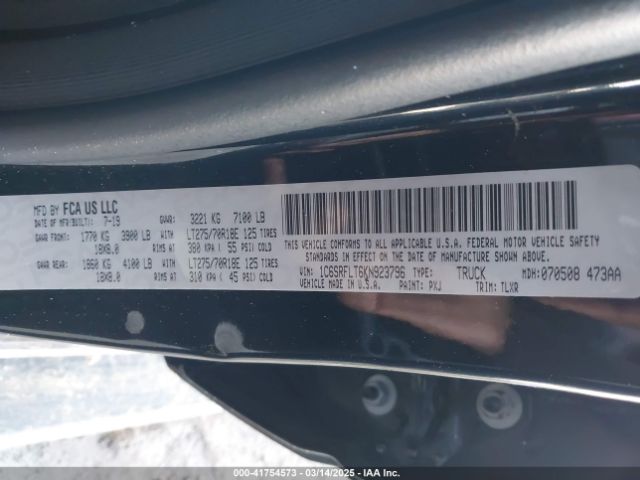 MFD BY FCA US LLC
DATE OF MFR(BUILT): 7-19 GVWR: 3221 KG 7100 LB
GAWR FRONT: 1770 KG 3900 LB WITH LT275/70R18E 125 TIRES
18X8.0 RIMS AT 380 KPA ( 55 PSI) COLD
GAWR REAR: 1860 KG 4100 LB WITH LT275/70R18E 125 TIRES
18X8.0 RIMS AT 310 KPA ( 45 PSI) COLD
THIS VEHICLE CONFORMS TO ALL APPLICABLE U.S.A. FEDERAL MOTOR VEHICLE SAFETY
STANDARDS IN EFFECT ON THE DATE OF MANUFACTURE SHOWN ABOVE.
VIN: 1C6SRFLT6KN923796 TYPE: TRUCK MDH: 070508 473AA
VEHICLE MADE IN U.S.A. PAINT: PXJ TRIM: TLXR
000-41754573 - 03/14/2025 - IAA Inc.